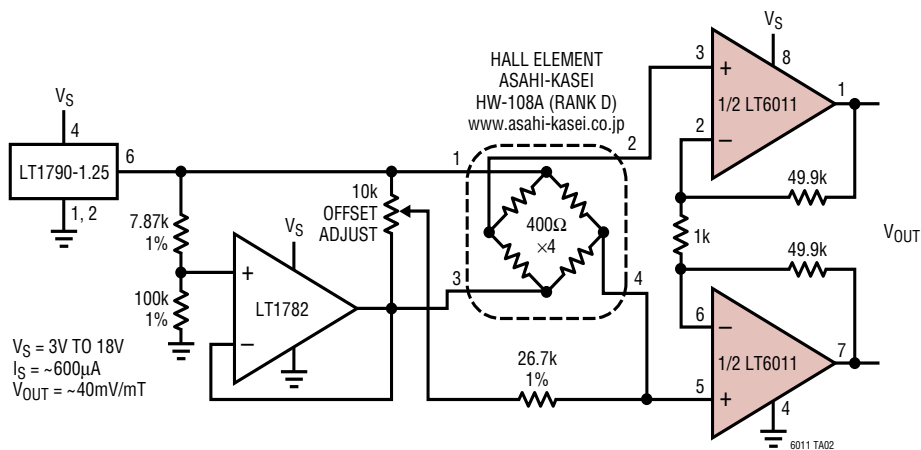 HALL ELEMENT
ASAHI-KASEI
HW-108A (RANK D)
www.asahi-kasei.co.jp
VS
4
LT1790-1.25
6
1, 2
7.87k
1%
100k
1%
VS
+
LT1782
−
10k
OFFSET
ADJUST
1
2
3
4
400Ω
×4
26.7k
1%
VS
3
8
+
1/2 LT6011
1
2
−
49.9k
1k
VOUT
49.9k
6
−
1/2 LT6011
7
5
+
4
VS = 3V TO 18V
IS = ~600µA
VOUT = ~40mV/mT
6011 TA02